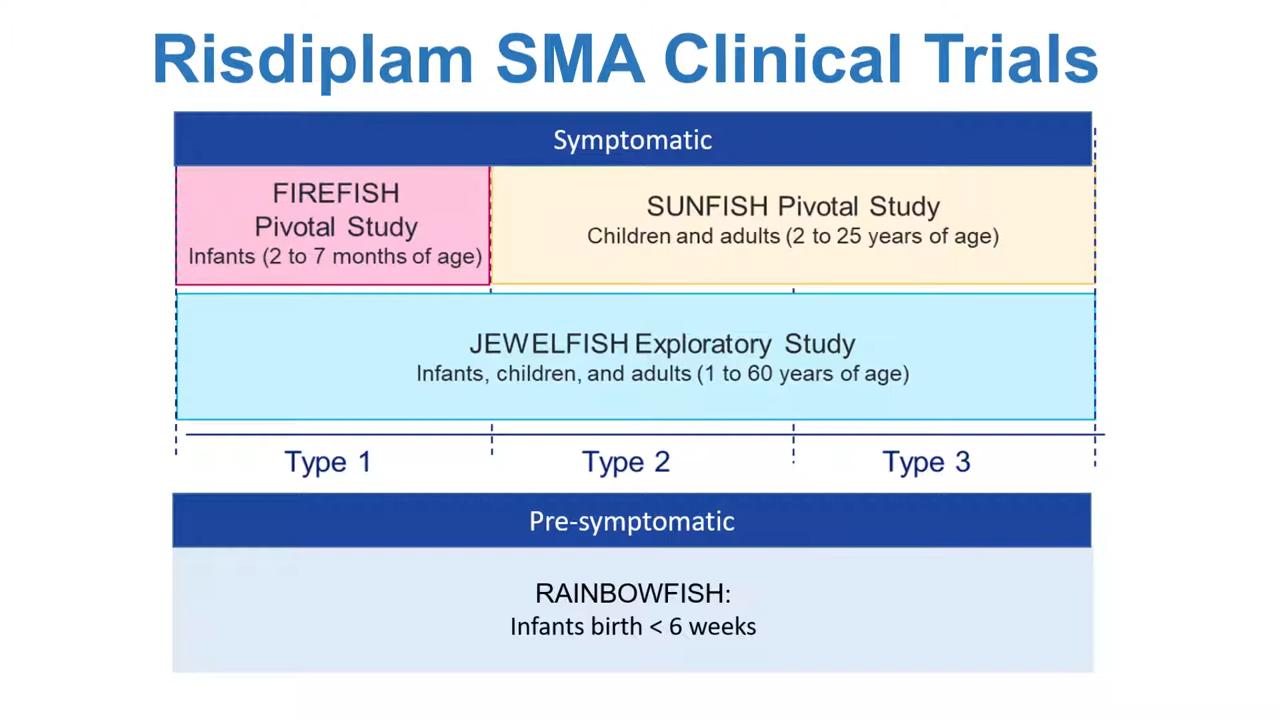 Risdiplam SMA Clinical Trials
Symptomatic
FIREFISH
Pivotal Study
Infants (2 to 7 months of age)
SUNFISH Pivotal Study
Children and adults (2 to 25 years of age)
JEWELFISH Exploratory Study
Infants, children, and adults (1 to 60 years of age)
Type 1
Type 2
Type 3
Pre-symptomatic
RAINBOWFISH:
Infants birth < 6 weeks